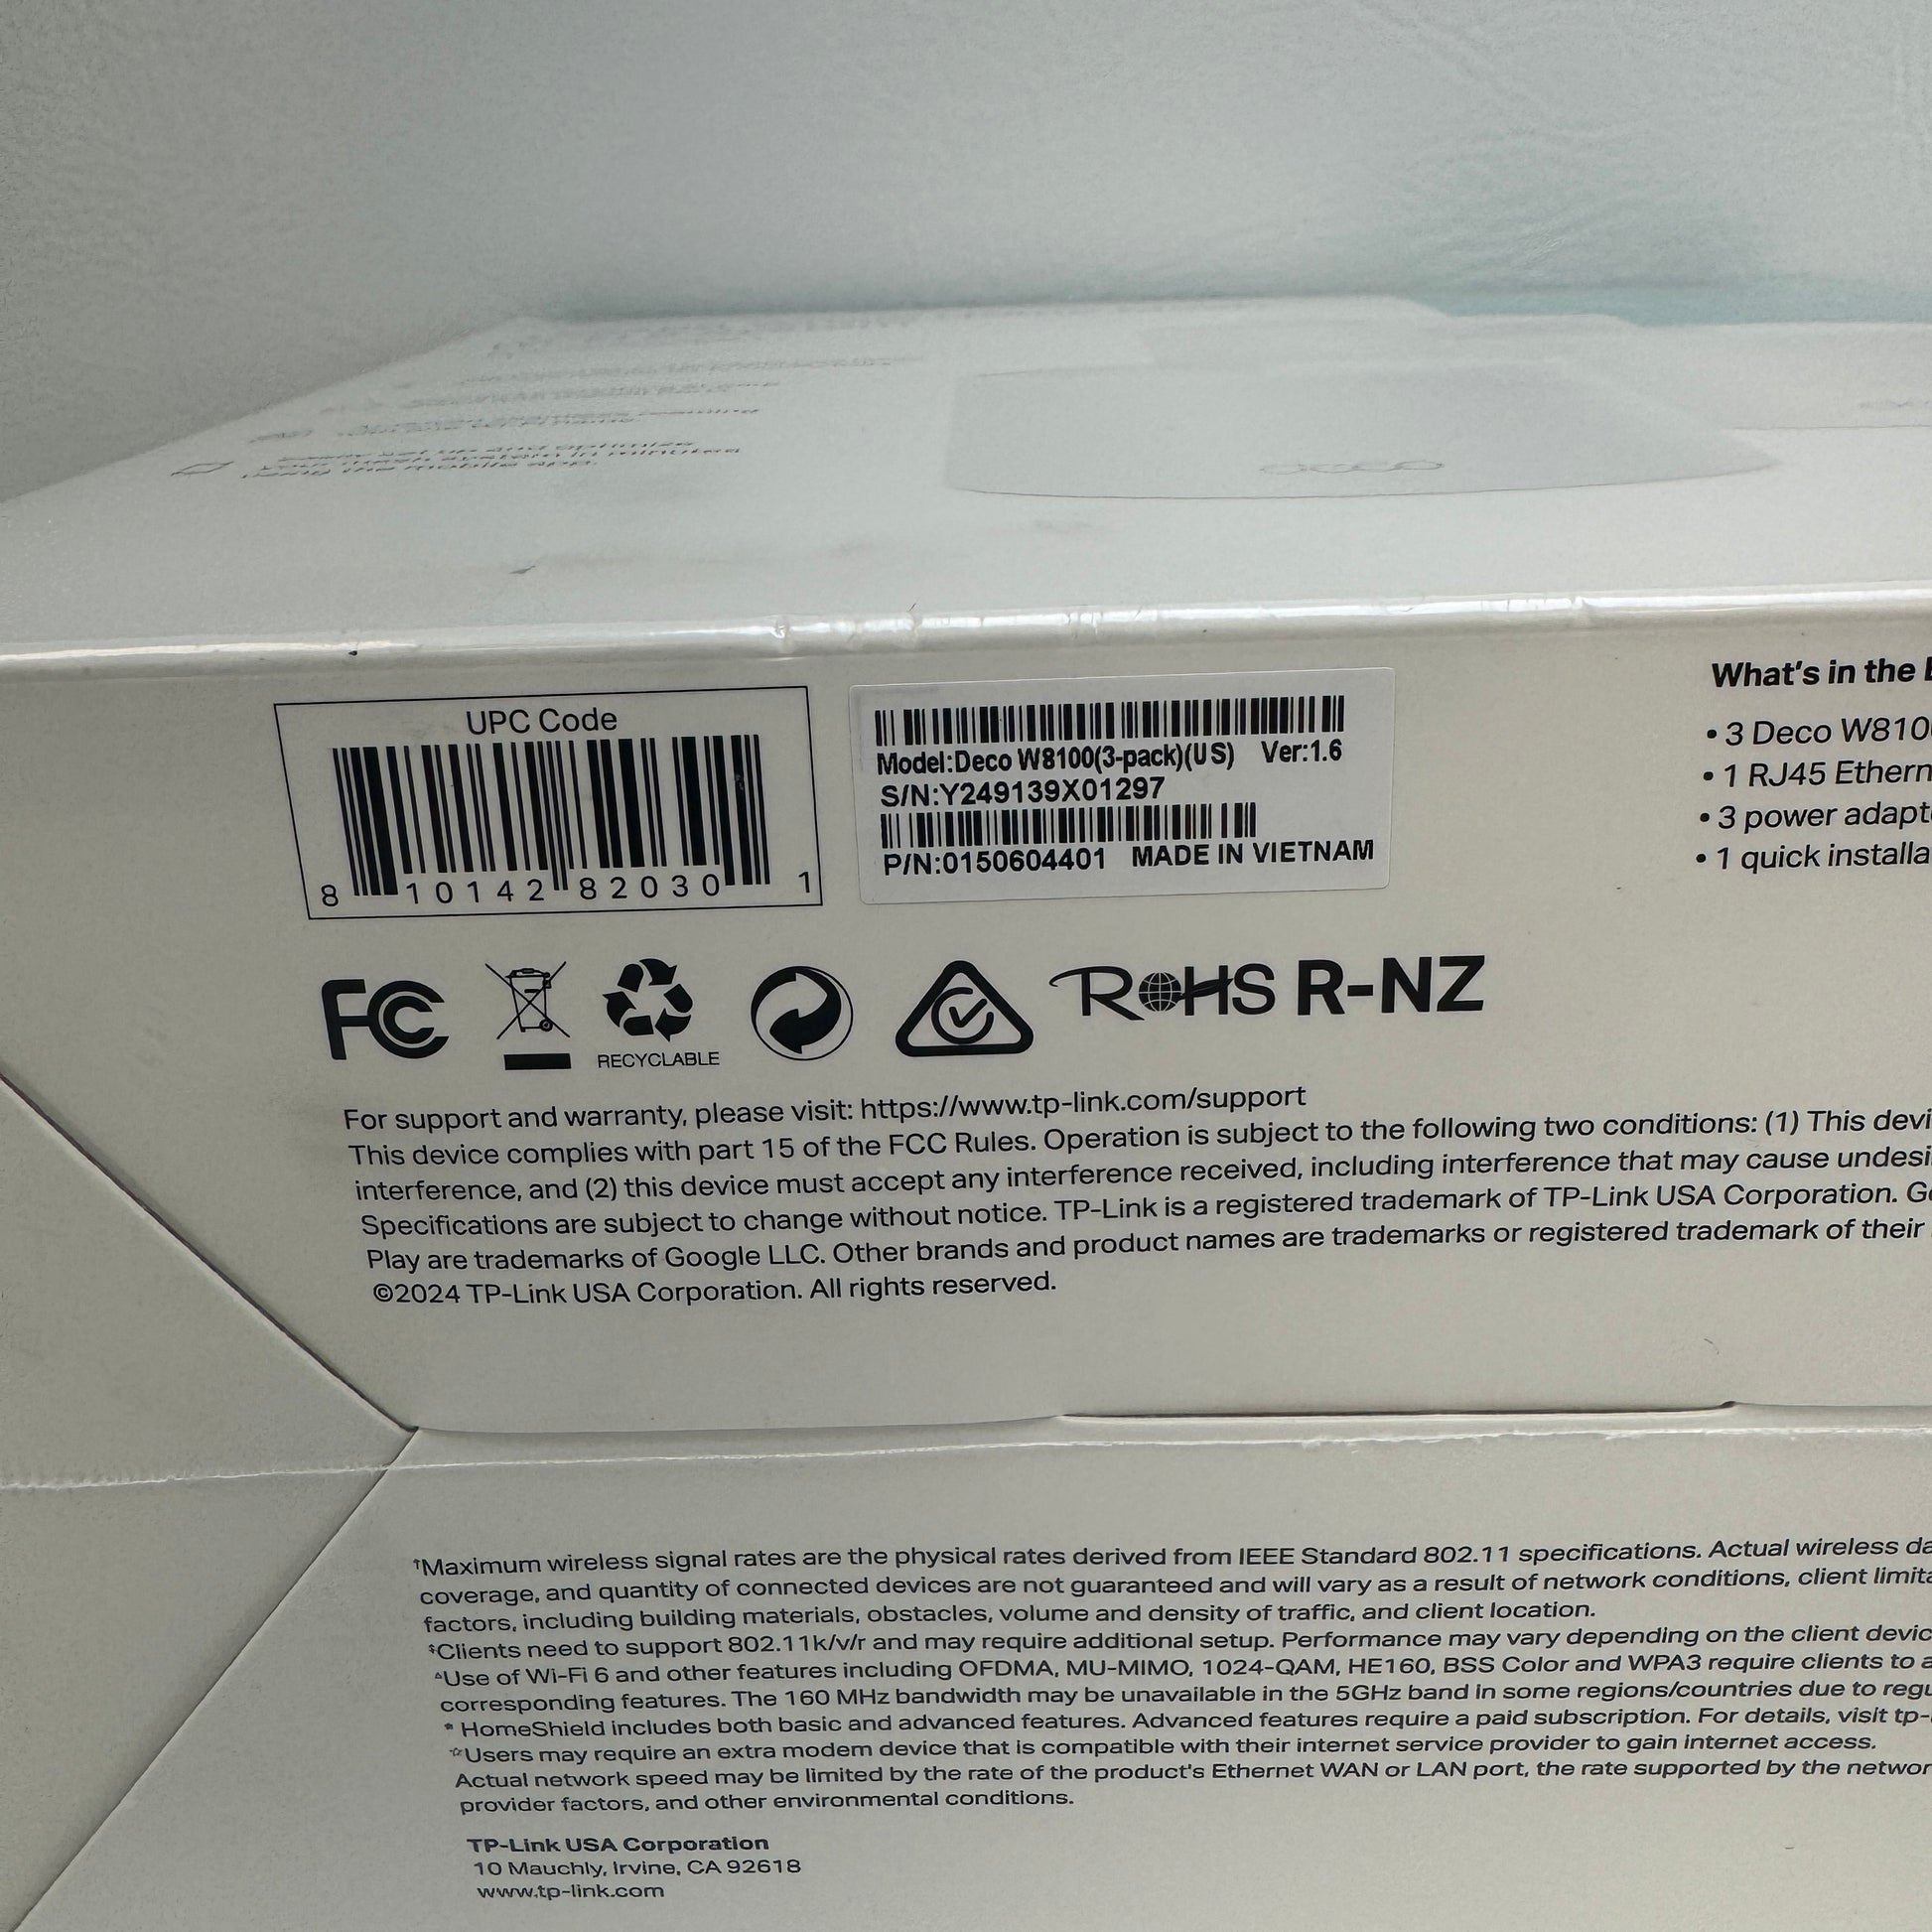 using the mobile app.
deco
UPC Code
8 10142 82030 1
Model:Deco W8100(3-pack)(US) Ver:1.6
S/N:Y249139X01297
P/N:0150604401 MADE IN VIETNAM
What's in the
• 3 Deco W810
• 1 RJ45 Ethern
• 3 power adapt
• 1 quick installa
FC
RECYCLABLE
RoHS R-NZ
For support and warranty, please visit: https://www.tp-link.com/support
This device complies with part 15 of the FCC Rules. Operation is subject to the following two conditions: (1) This devi
interference, and (2) this device must accept any interference received, including interference that may cause undesi
Specifications are subject to change without notice. TP-Link is a registered trademark of TP-Link USA Corporation. G
Play are trademarks of Google LLC. Other brands and product names are trademarks or registered trademark of their
©2024 TP-Link USA Corporation. All rights reserved.
†Maximum wireless signal rates are the physical rates derived from IEEE Standard 802.11 specifications. Actual wireless da
coverage, and quantity of connected devices are not guaranteed and will vary as a result of network conditions, client limita
factors, including building materials, obstacles, volume and density of traffic, and client location.
‡Clients need to support 802.11k/v/r and may require additional setup. Performance may vary depending on the client devic
△Use of Wi-Fi 6 and other features including OFDMA, MU-MIMO, 1024-QAM, HE160, BSS Color and WPA3 require clients to a
corresponding features. The 160 MHz bandwidth may be unavailable in the 5GHz band in some regions/countries due to regu
* HomeShield includes both basic and advanced features. Advanced features require a paid subscription. For details, visit tp-
☆Users may require an extra modem device that is compatible with their internet service provider to gain internet access.
Actual network speed may be limited by the rate of the product's Ethernet WAN or LAN port, the rate supported by the networ
provider factors, and other environmental conditions.
TP-Link USA Corporation
10 Mauchly, Irvine, CA 92618
www.tp-link.com